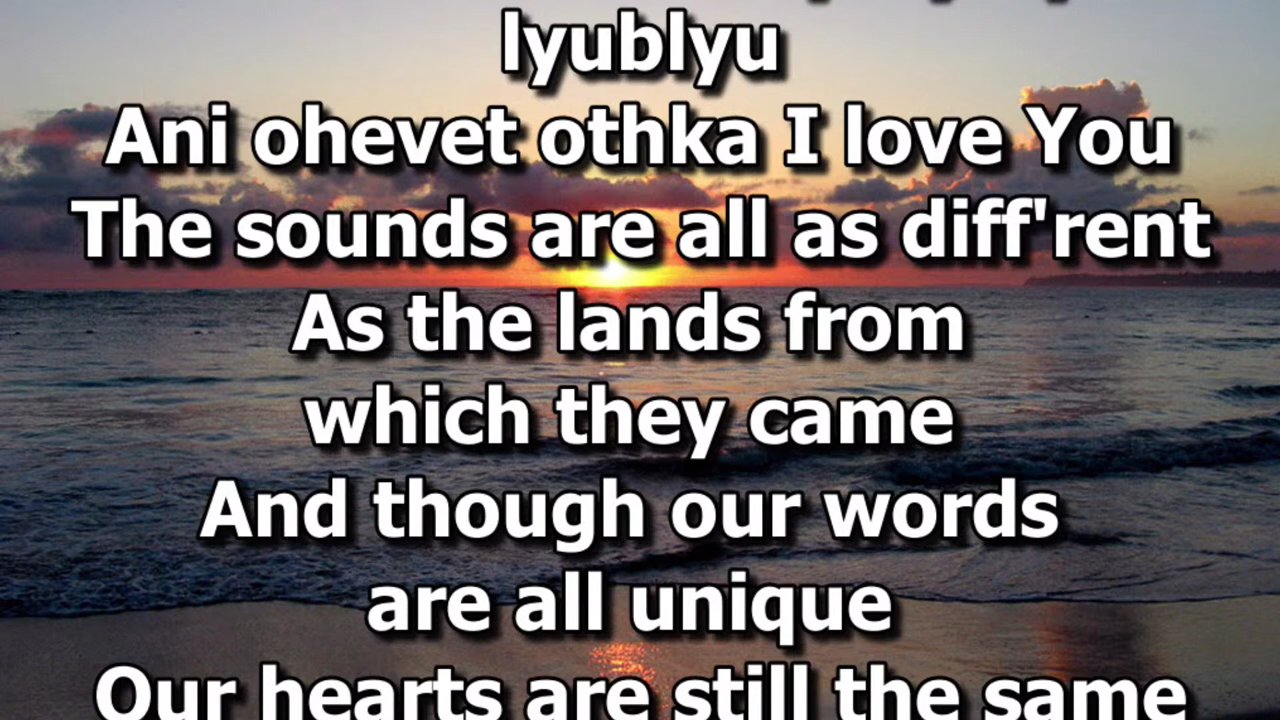 lyublyu
Ani ohevet othka I love You
The sounds are all as diff'rent
As the lands from
which they came
And though our words
are all unique
Our hearts are still the same